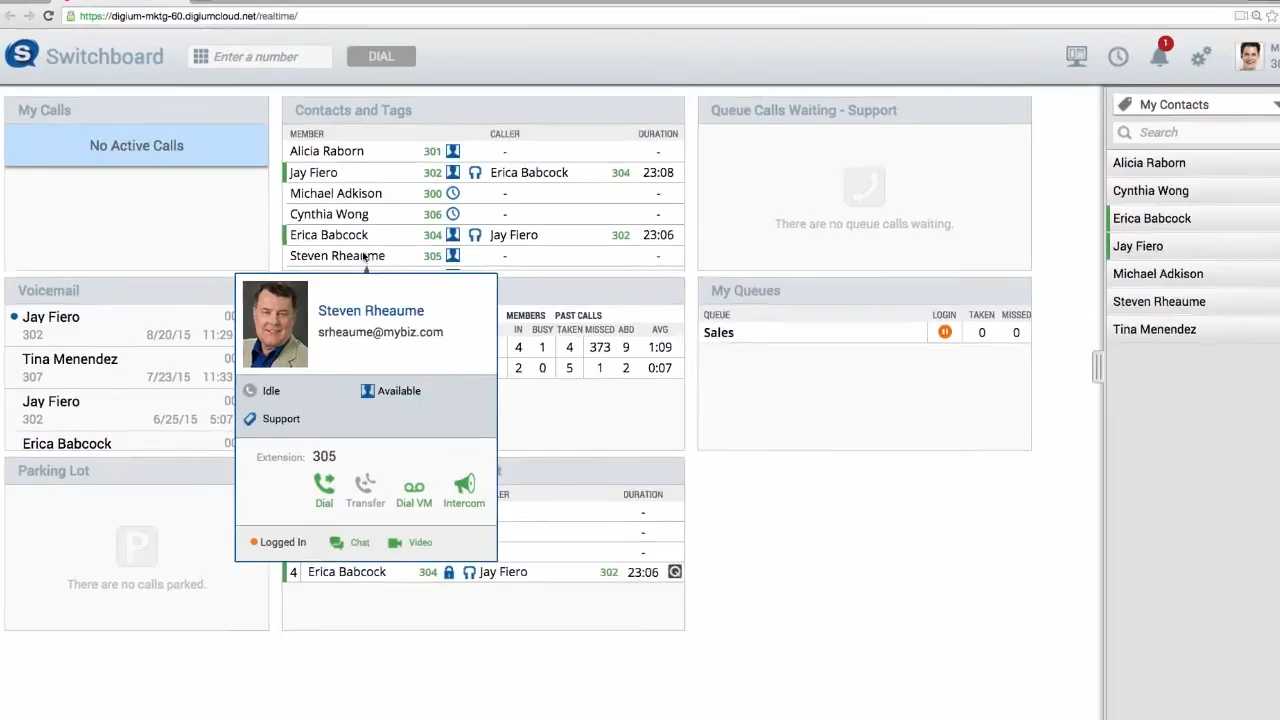 https://digium-mktg-60.digiumcloud.net/realtime/
S Switchboard Enter a number DIAL 1
My Calls
No Active Calls
Contacts and Tags
MEMBER CALLER DURATION
Alicia Raborn 301 - -
Jay Fiero 302 Erica Babcock 304 23:08
Michael Adkison 300 - -
Cynthia Wong 306 - -
Erica Babcock 304 Jay Fiero 302 23:06
Steven Rheaume 305 - -
Queue Calls Waiting - Support
There are no queue calls waiting.
My Contacts
Search
Alicia Raborn
Cynthia Wong
Erica Babcock
Jay Fiero
Michael Adkison
Steven Rheaume
Tina Menendez
Voicemail
Jay Fiero
302 8/20/15 11:29
Tina Menendez
307 7/23/15 11:33
Jay Fiero
302 6/25/15 5:07
Erica Babcock
Steven Rheaume
srheaume@mybiz.com
Idle Available
Support
Extension: 305
Dial Transfer Dial VM Intercom
Logged In Chat Video
MEMBERS PAST CALLS
IN BUSY TAKEN MISSED ABD AVG
4 1 4 373 9 1:09
2 0 5 1 2 0:07
My Queues
QUEUE LOGIN TAKEN MISSED
Sales 0 0
Parking Lot
P
There are no calls parked.
DURATION
-
-
-
4 Erica Babcock 304 Jay Fiero 302 23:06